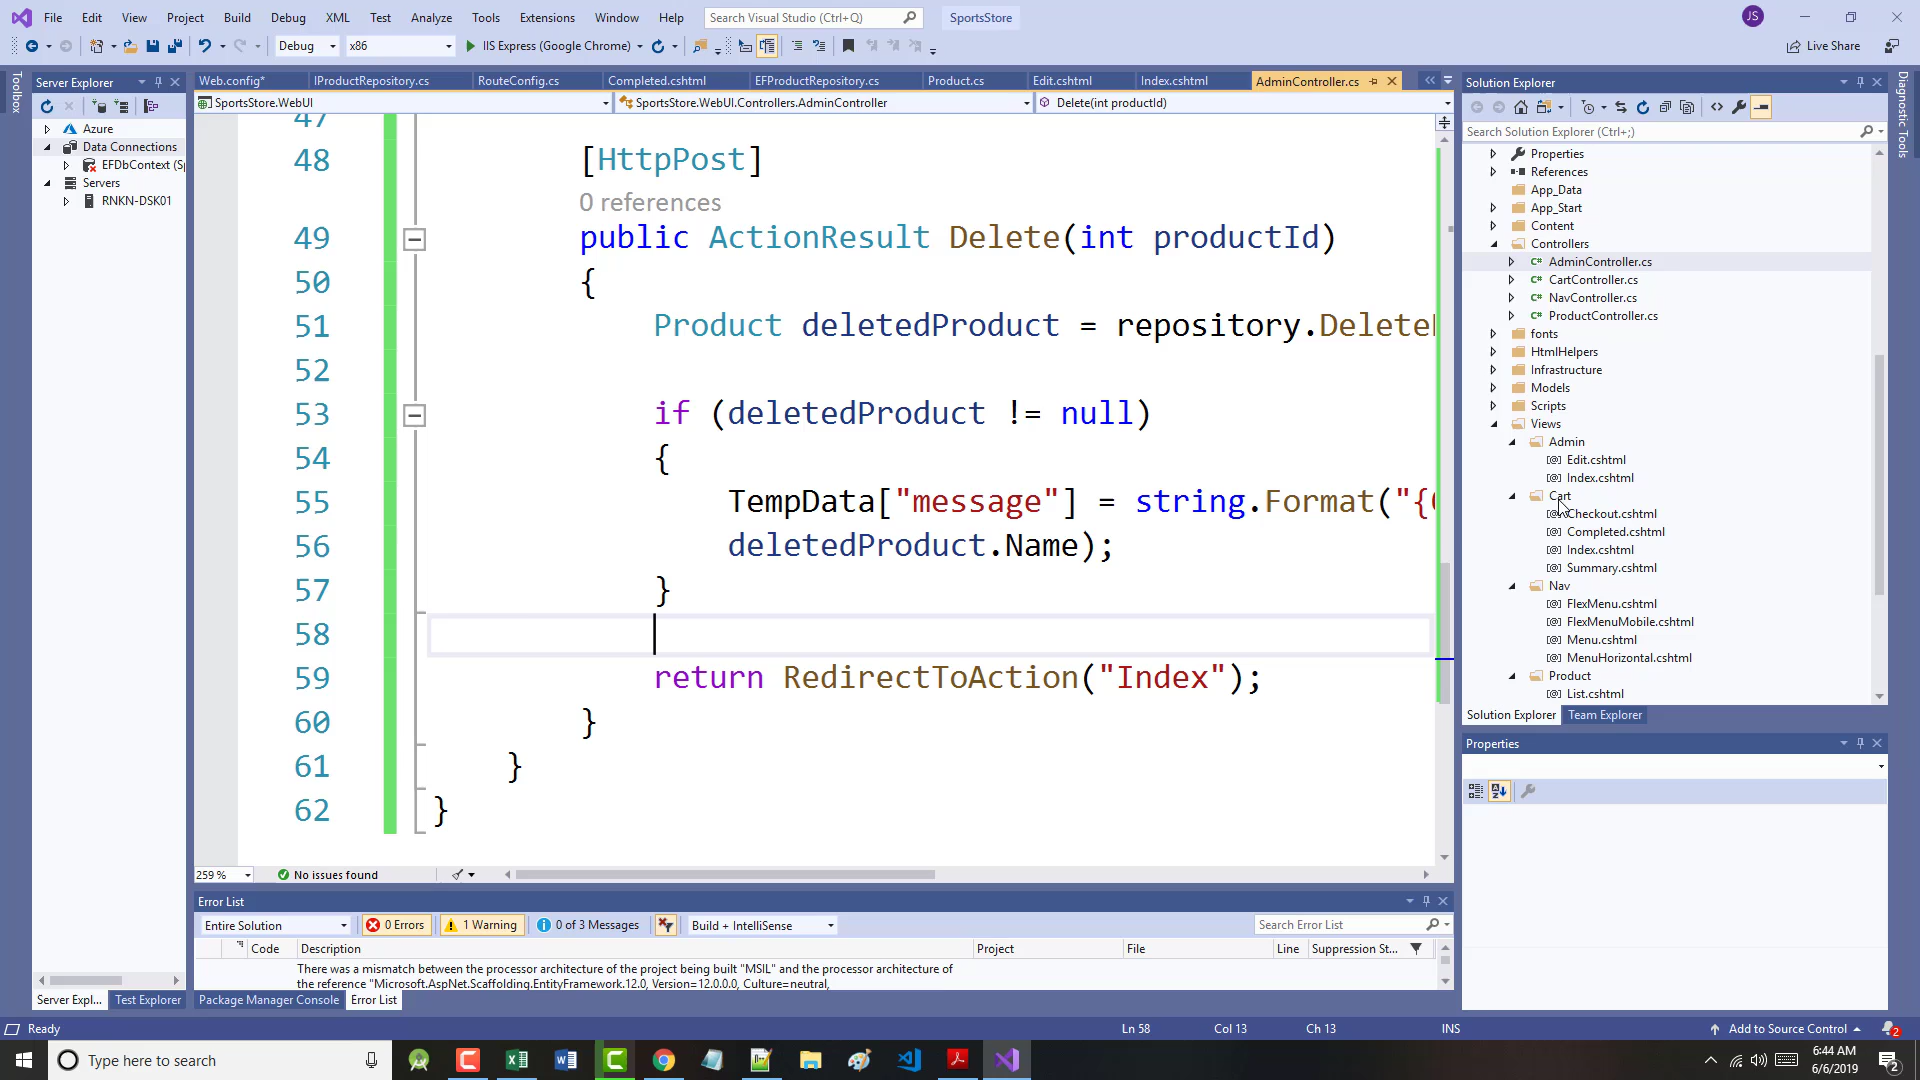 File Edit View Project Build Debug XML Test Analyze Tools Extensions Window Help Search Visual Studio (Ctrl+Q) SportsStore JS
Debug x86 IIS Express (Google Chrome) Live Share
Toolbox
Server Explorer
Azure
Data Connections
EFDbContext (Sp
Servers
RNKN-DSK01
Web.config* IProductRepository.cs RouteConfig.cs Completed.cshtml EFProductRepository.cs Product.cs Edit.cshtml Index.cshtml AdminController.cs
SportsStore.WebUI SportsStore.WebUI.Controllers.AdminController Delete(int productId)
47
48 [HttpPost]
0 references
49 public ActionResult Delete(int productId)
50 {
51 Product deletedProduct = repository.Delete
52
53 if (deletedProduct != null)
54 {
55 TempData["message"] = string.Format("{
56 deletedProduct.Name);
57 }
58
59 return RedirectToAction("Index");
60 }
61 }
62 }
259 % No issues found
Error List
Entire Solution 0 Errors 1 Warning 0 of 3 Messages Build + IntelliSense Search Error List
Code Description Project File Line Suppression St...
There was a mismatch between the processor architecture of the project being built "MSIL" and the processor architecture of
the reference "Microsoft.AspNet.Scaffolding.EntityFramework.12.0, Version=12.0.0.0, Culture=neutral,
Server Expl... Test Explorer Package Manager Console Error List
Solution Explorer
Search Solution Explorer (Ctrl+;)
Properties
References
App_Data
App_Start
Content
Controllers
AdminController.cs
CartController.cs
NavController.cs
ProductController.cs
fonts
HtmlHelpers
Infrastructure
Models
Scripts
Views
Admin
Edit.cshtml
Index.cshtml
Cart
Checkout.cshtml
Completed.cshtml
Index.cshtml
Summary.cshtml
Nav
FlexMenu.cshtml
FlexMenuMobile.cshtml
Menu.cshtml
MenuHorizontal.cshtml
Product
List.cshtml
Solution Explorer Team Explorer
Properties
Diagnostic Tools
Ready Ln 58 Col 13 Ch 13 INS Add to Source Control 2
Type here to search
6:44 AM
6/6/2019
2